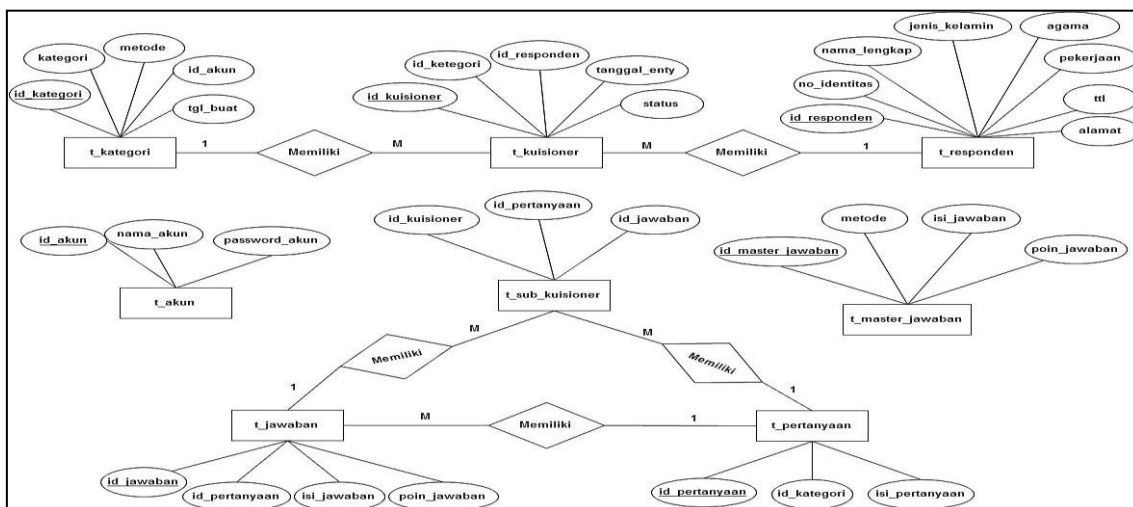 jenis_kelamin
agama
metode
kategori
id_akun
id_kategori
tgl_buat
id_responden
id_ketegori
tanggal_enty
id_kuisioner
status
nama_lengkap
pekerjaan
no_identitas
ttl
id_responden
alamat
t_kategori
1
Memiliki
M
t_kuisioner
M
Memiliki
1
t_responden
id_akun
nama_akun
password_akun
t_akun
id_kuisioner
id_pertanyaan
id_jawaban
t_sub_kuisioner
metode
isi_jawaban
id_master_jawaban
poin_jawaban
t_master_jawaban
M
M
Memiliki
Memiliki
1
1
t_jawaban
M
Memiliki
1
t_pertanyaan
id_jawaban
id_pertanyaan
isi_jawaban
poin_jawaban
id_pertanyaan
id_kategori
isi_pertanyaan